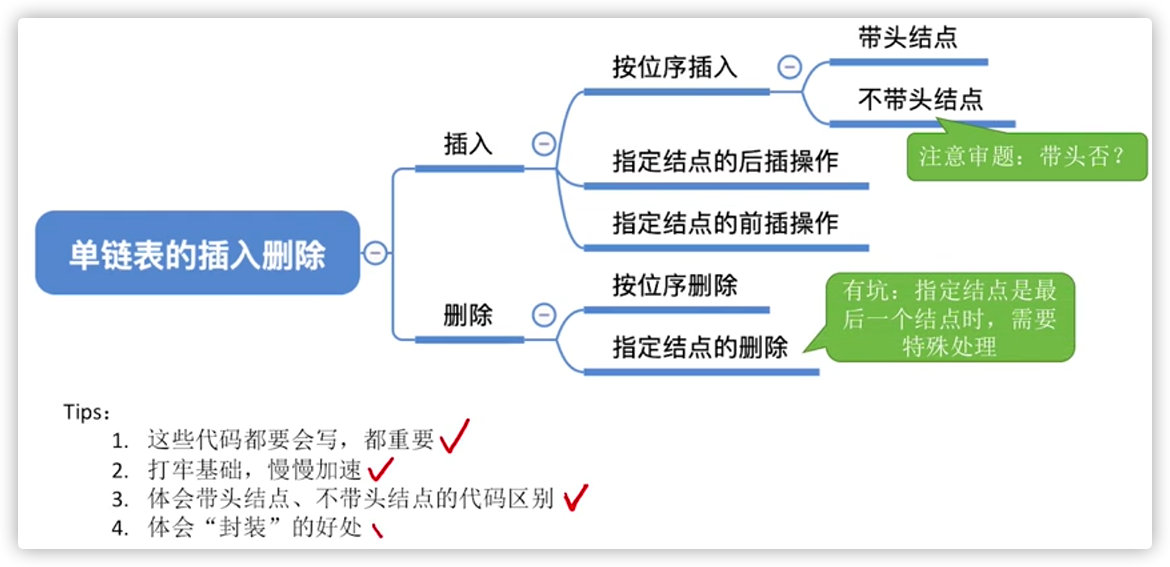 单链表的插入删除
插入
按位序插入
带头结点
不带头结点
注意审题：带头否？
指定结点的后插操作
指定结点的前插操作
删除
按位序删除
指定结点的删除
有坑：指定结点是最
后一个结点时，需要
特殊处理
Tips：
1. 这些代码都要会写，都重要
2. 打牢基础，慢慢加速
3. 体会带头结点、不带头结点的代码区别
4. 体会“封装”的好处